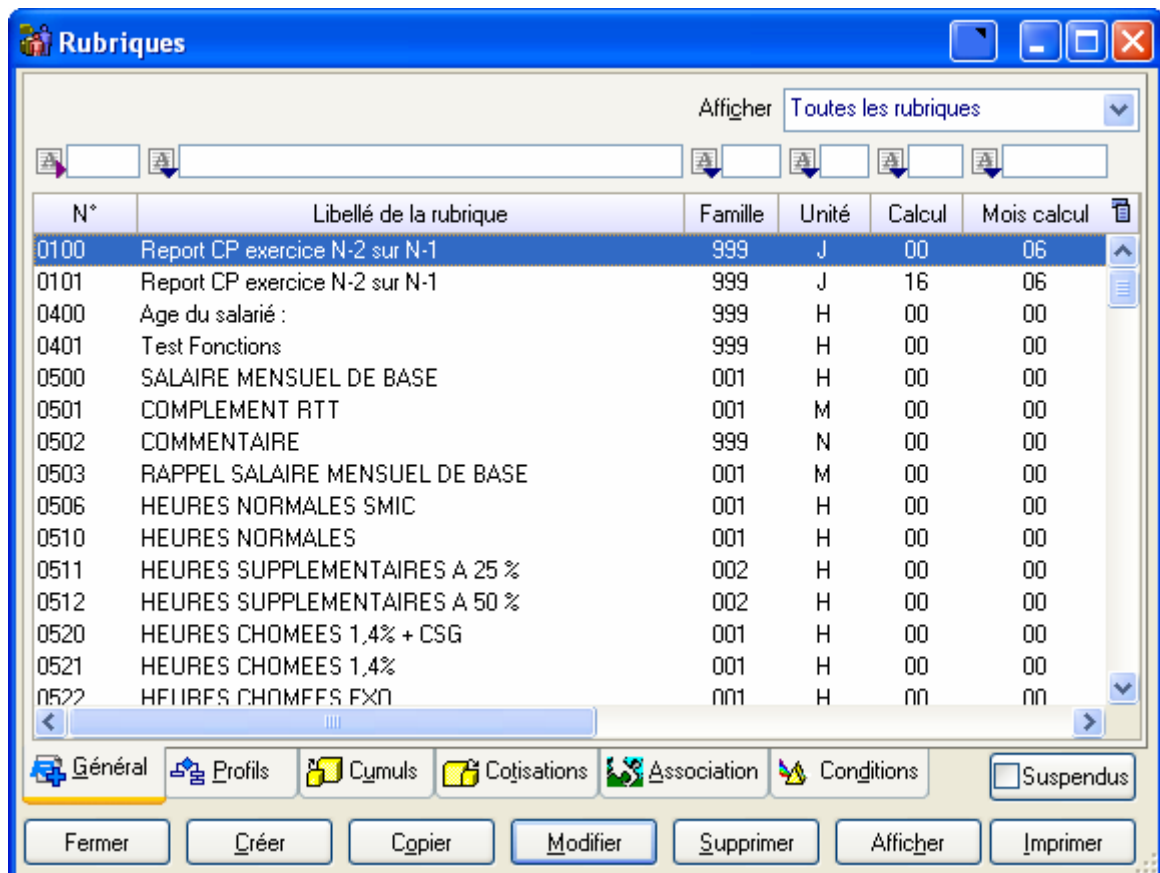 Rubriques
Afficher Toutes les rubriques
N° Libellé de la rubrique Famille Unité Calcul Mois calcul
0100 Report CP exercice N-2 sur N-1 999 J 00 06
0101 Report CP exercice N-2 sur N-1 999 J 16 06
0400 Age du salarié : 999 H 00 00
0401 Test Fonctions 999 H 00 00
0500 SALAIRE MENSUEL DE BASE 001 H 00 00
0501 COMPLEMENT RTT 001 M 00 00
0502 COMMENTAIRE 999 N 00 00
0503 RAPPEL SALAIRE MENSUEL DE BASE 001 M 00 00
0506 HEURES NORMALES SMIC 001 H 00 00
0510 HEURES NORMALES 001 H 00 00
0511 HEURES SUPPLEMENTAIRES A 25 % 002 H 00 00
0512 HEURES SUPPLEMENTAIRES A 50 % 002 H 00 00
0520 HEURES CHOMEES 1,4% + CSG 001 H 00 00
0521 HEURES CHOMEES 1,4% 001 H 00 00
0522 HEURES CHOMEES EXO 001 H 00 00
Général Profils Cumuls Cotisations Association Conditions Suspendus
Fermer Créer Copier Modifier Supprimer Afficher Imprimer